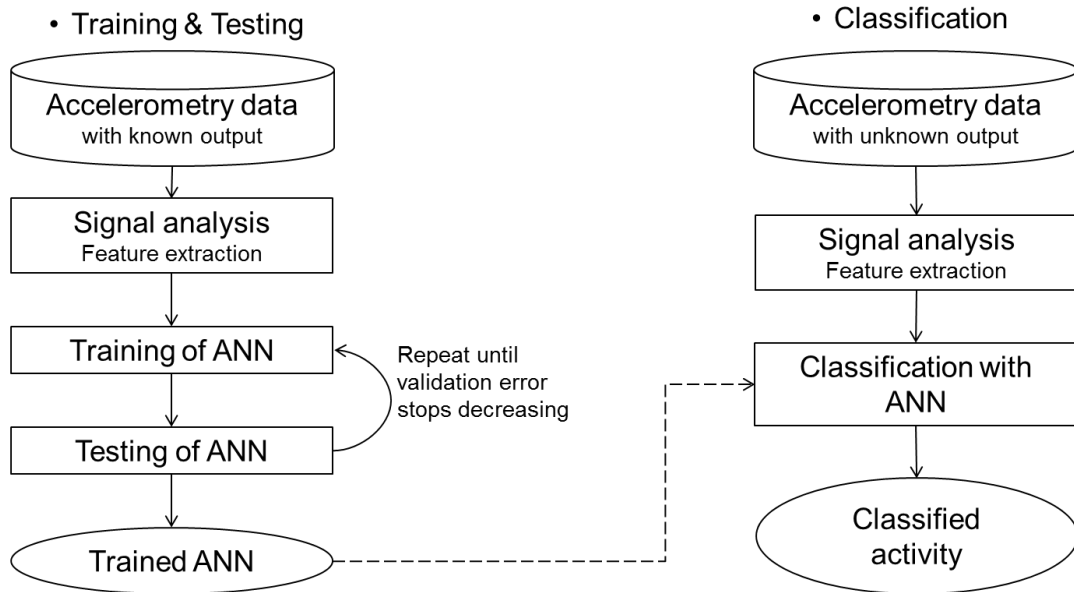 • Training & Testing
Accelerometry data
with known output
Signal analysis
Feature extraction
Training of ANN
Repeat until
validation error
stops decreasing
Testing of ANN
Trained ANN
• Classification
Accelerometry data
with unknown output
Signal analysis
Feature extraction
Classification with
ANN
Classified
activity